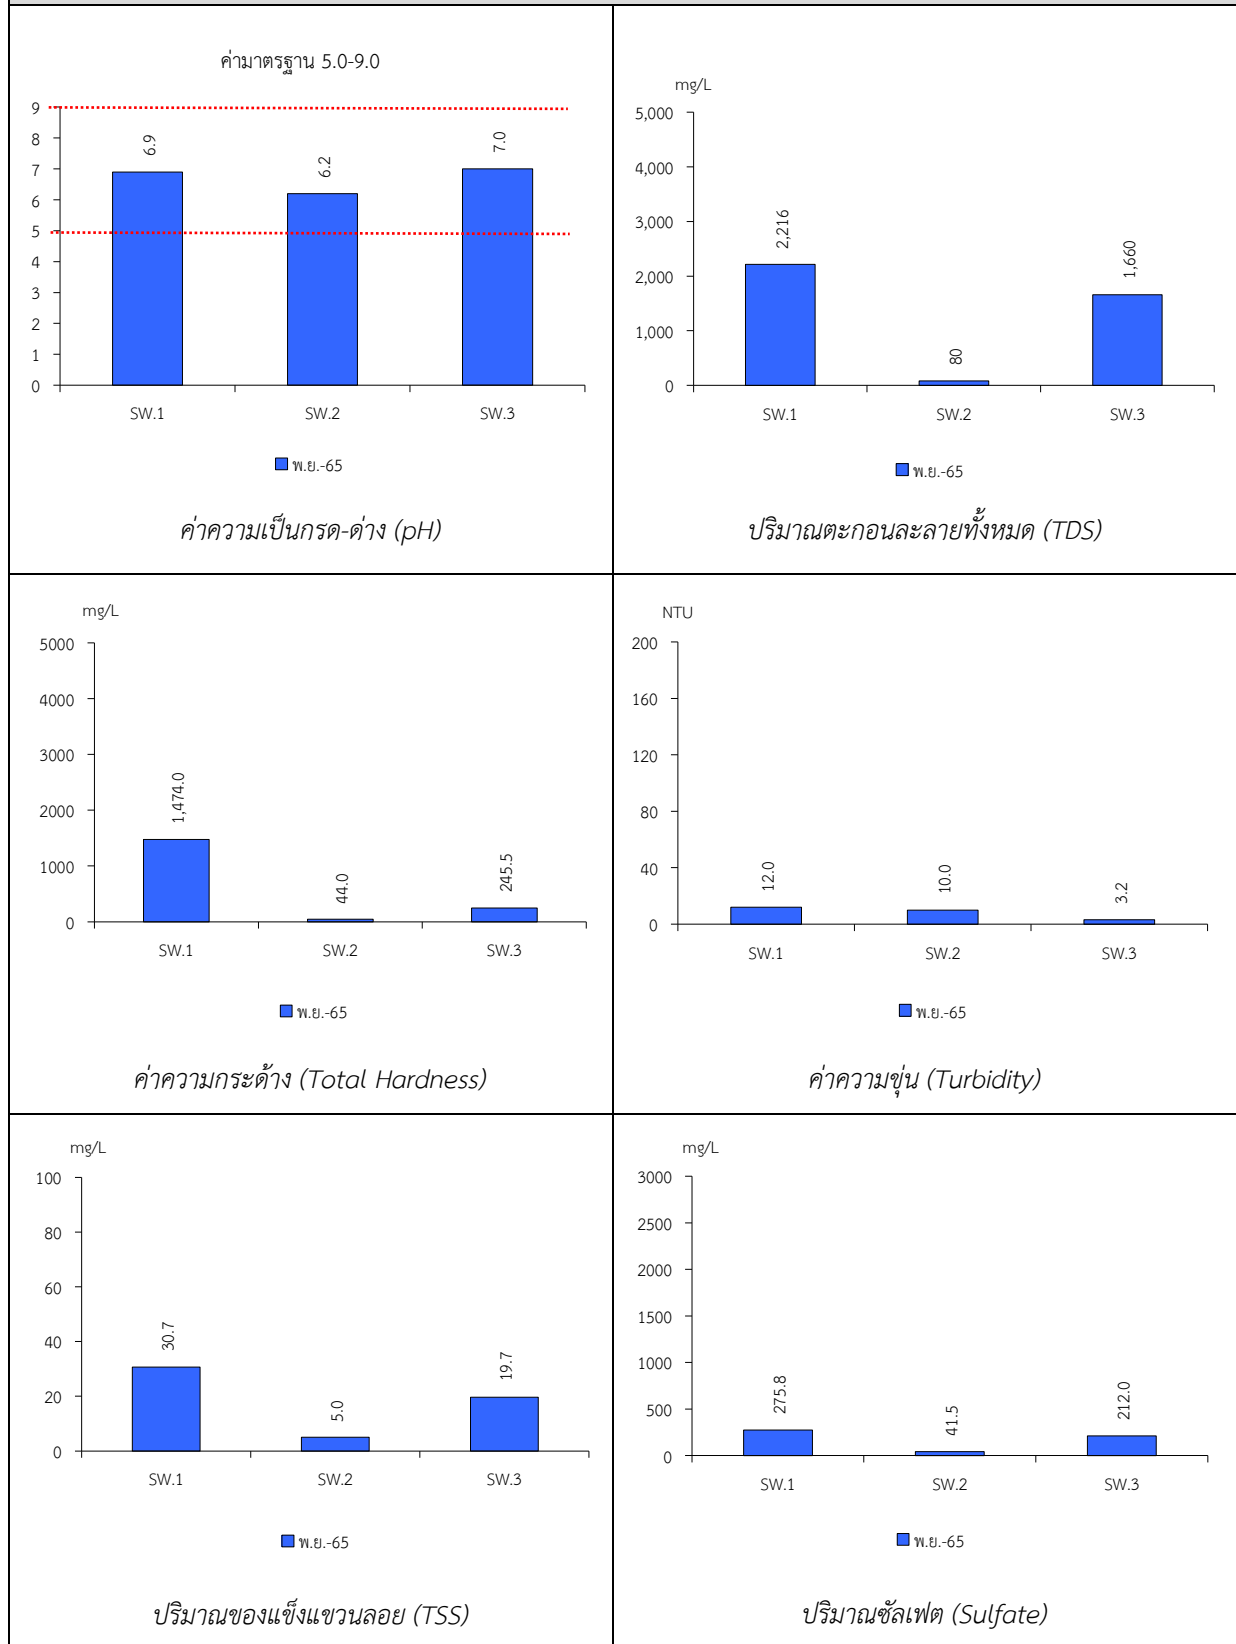 ค่ามาตรฐาน 5.0-9.0
9
8
7
6
5
4
3
2
1
0
6.9
6.2
7.0
SW.1 SW.2 SW.3
พ.ย.-65
ค่าความเป็นกรด-ด่าง (pH)
mg/L
5,000
4,000
3,000
2,000
1,000
0
2,216
80
1,660
SW.1 SW.2 SW.3
พ.ย.-65
ปริมาณตะกอนละลายทั้งหมด (TDS)
mg/L
5000
4000
3000
2000
1000
0
1,474.0
44.0
245.5
SW.1 SW.2 SW.3
พ.ย.-65
ค่าความกระด้าง (Total Hardness)
NTU
200
160
120
80
40
0
12.0
10.0
3.2
SW.1 SW.2 SW.3
พ.ย.-65
ค่าความขุ่น (Turbidity)
mg/L
100
80
60
40
20
0
30.7
5.0
19.7
SW.1 SW.2 SW.3
พ.ย.-65
ปริมาณของแข็งแขวนลอย (TSS)
mg/L
3000
2500
2000
1500
1000
500
0
275.8
41.5
212.0
SW.1 SW.2 SW.3
พ.ย.-65
ปริมาณซัลเฟต (Sulfate)